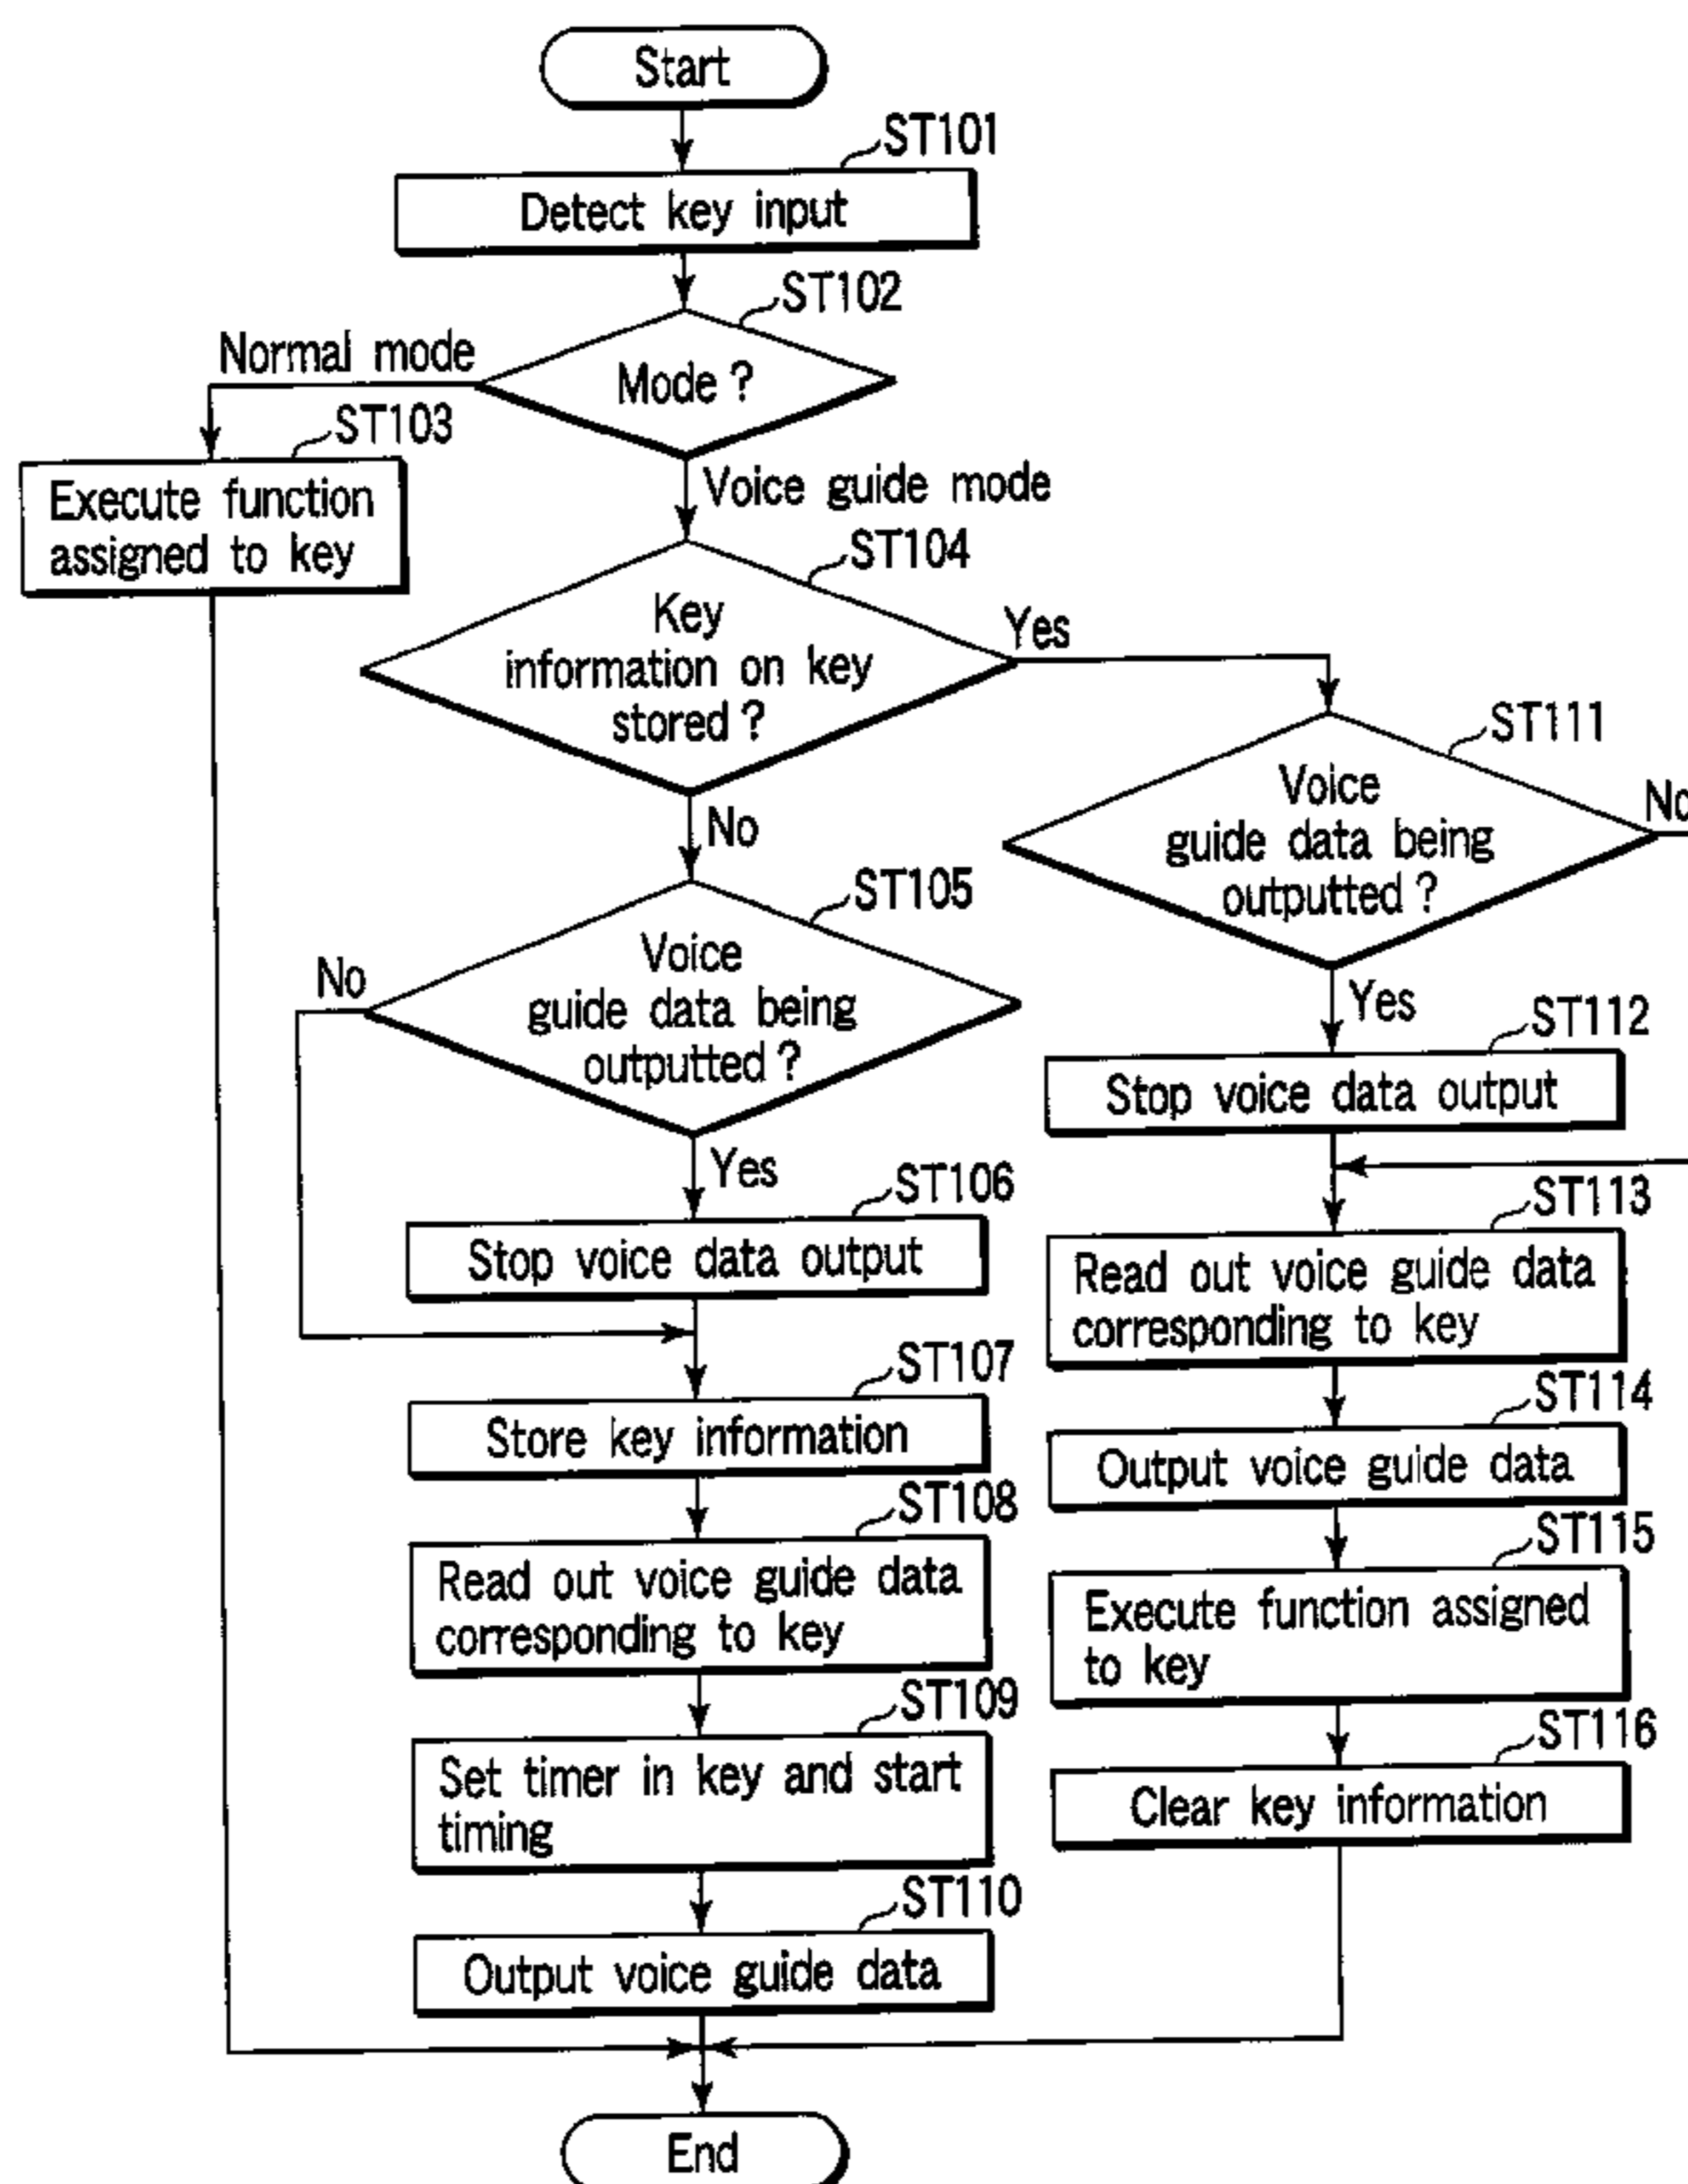 Start
ST101
Detect key input
ST102
Normal mode
Mode?
ST103
Execute function
assigned to key
Voice guide mode
ST104
Key
information on key
stored?
Yes
No
ST105
Voice
guide data being
outputted?
No
Yes
ST106
Stop voice data output
ST107
Store key information
ST108
Read out voice guide data
corresponding to key
ST109
Set timer in key and start
timing
ST110
Output voice guide data
ST111
Voice
guide data being
outputted?
No
Yes
ST112
Stop voice data output
ST113
Read out voice guide data
corresponding to key
ST114
Output voice guide data
ST115
Execute function assigned
to key
ST116
Clear key information
End